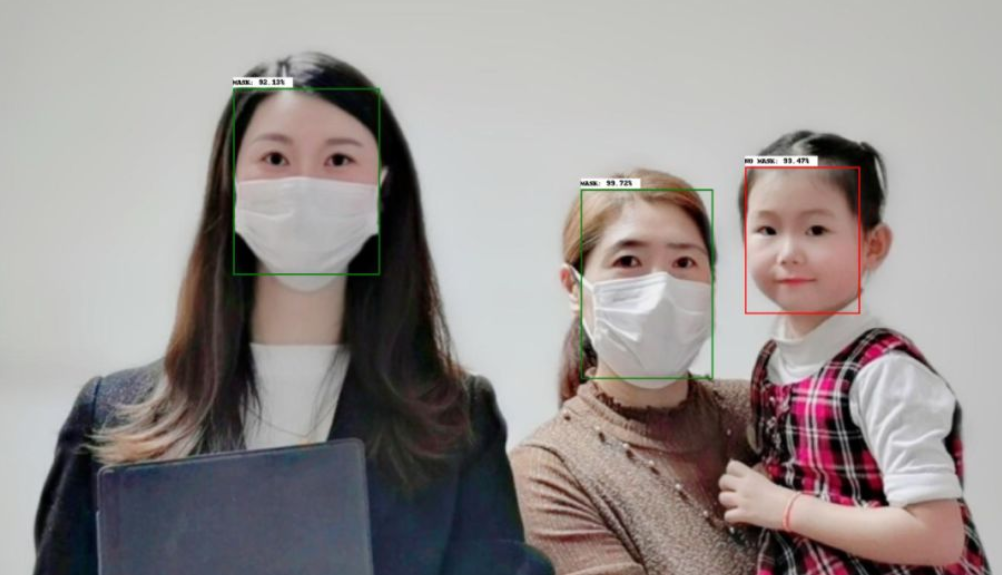 MASK: 92.13%
MASK: 99.72%
NO MASK: 93.47%